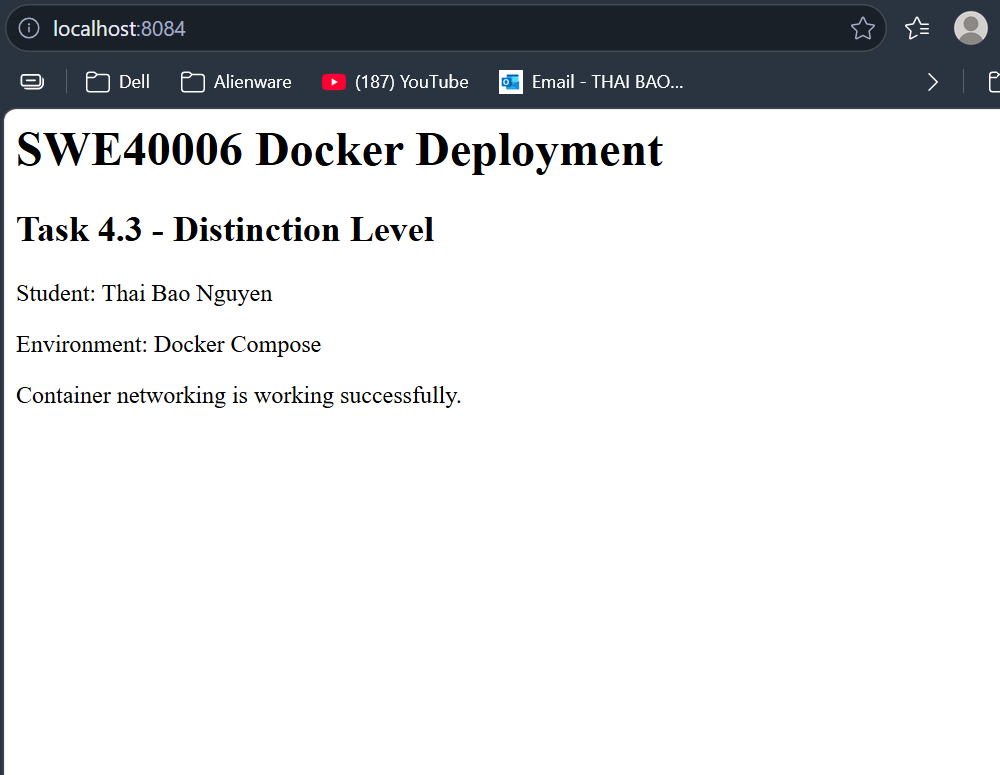 localhost:8084
Dell Alienware (187) YouTube Email - THAI BAO...
SWE40006 Docker Deployment
Task 4.3 - Distinction Level
Student: Thai Bao Nguyen
Environment: Docker Compose
Container networking is working successfully.